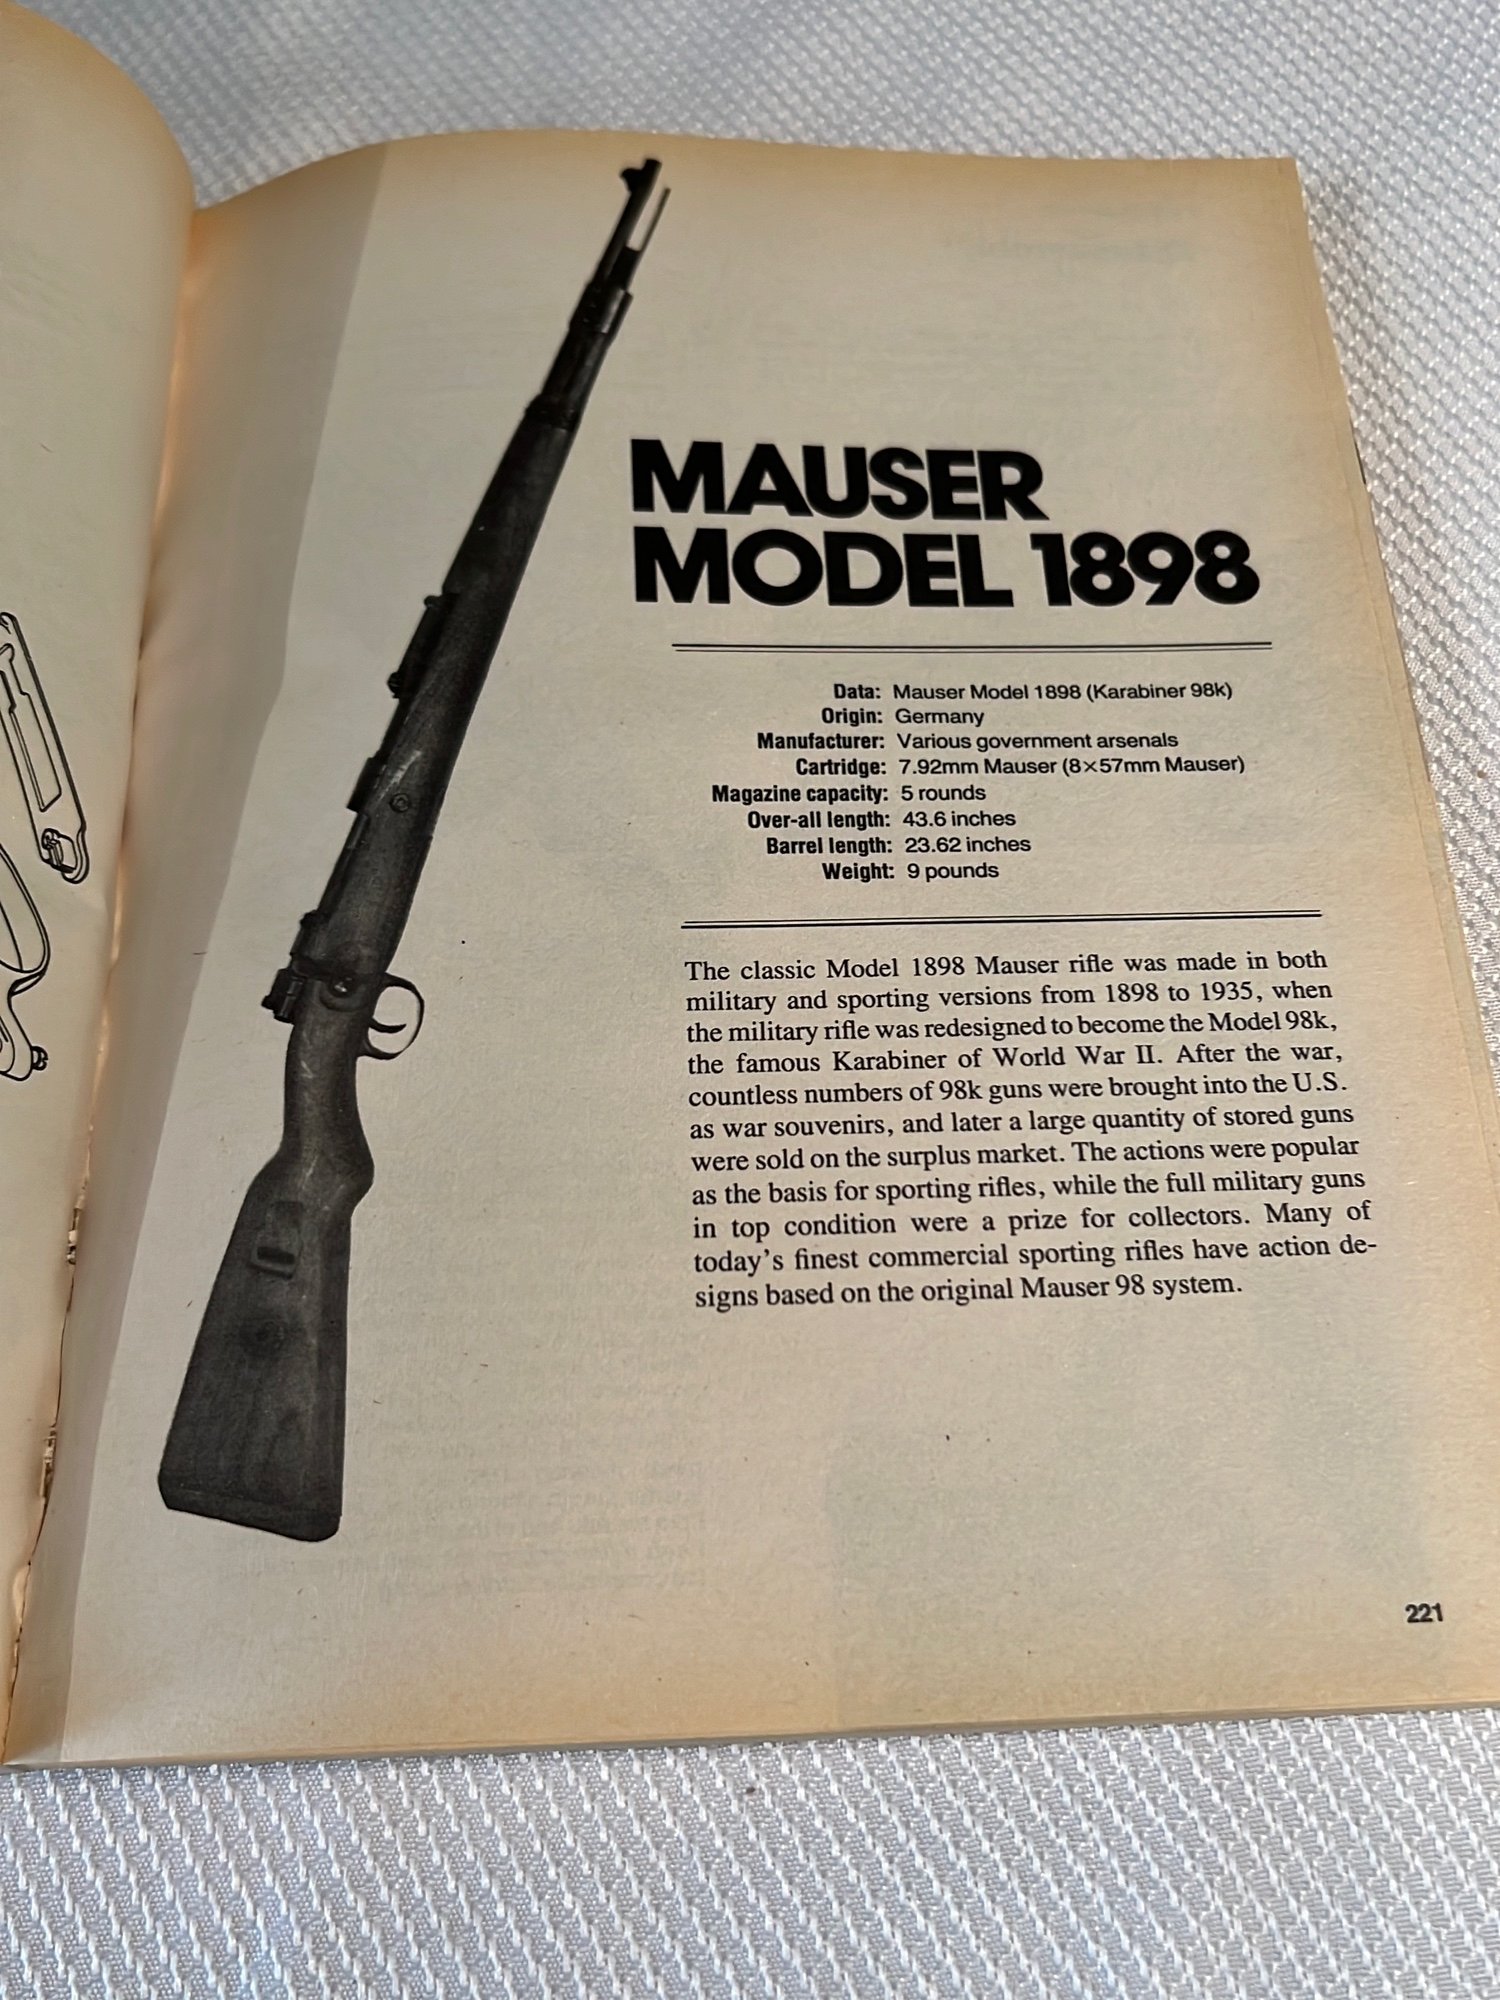 MAUSER
MODEL 1898
Data: Mauser Model 1898 (Karabiner 98k)
Origin: Germany
Manufacturer: Various government arsenals
Cartridge: 7.92mm Mauser (8×57mm Mauser)
Magazine capacity: 5 rounds
Over-all length: 43.6 inches
Barrel length: 23.62 inches
Weight: 9 pounds
The classic Model 1898 Mauser rifle was made in both
military and sporting versions from 1898 to 1935, when
the military rifle was redesigned to become the Model 98k,
the famous Karabiner of World War II. After the war,
countless numbers of 98k guns were brought into the U.S.
as war souvenirs, and later a large quantity of stored guns
were sold on the surplus market. The actions were popular
as the basis for sporting rifles, while the full military guns
in top condition were a prize for collectors. Many of
today's finest commercial sporting rifles have action de-
signs based on the original Mauser 98 system.
221